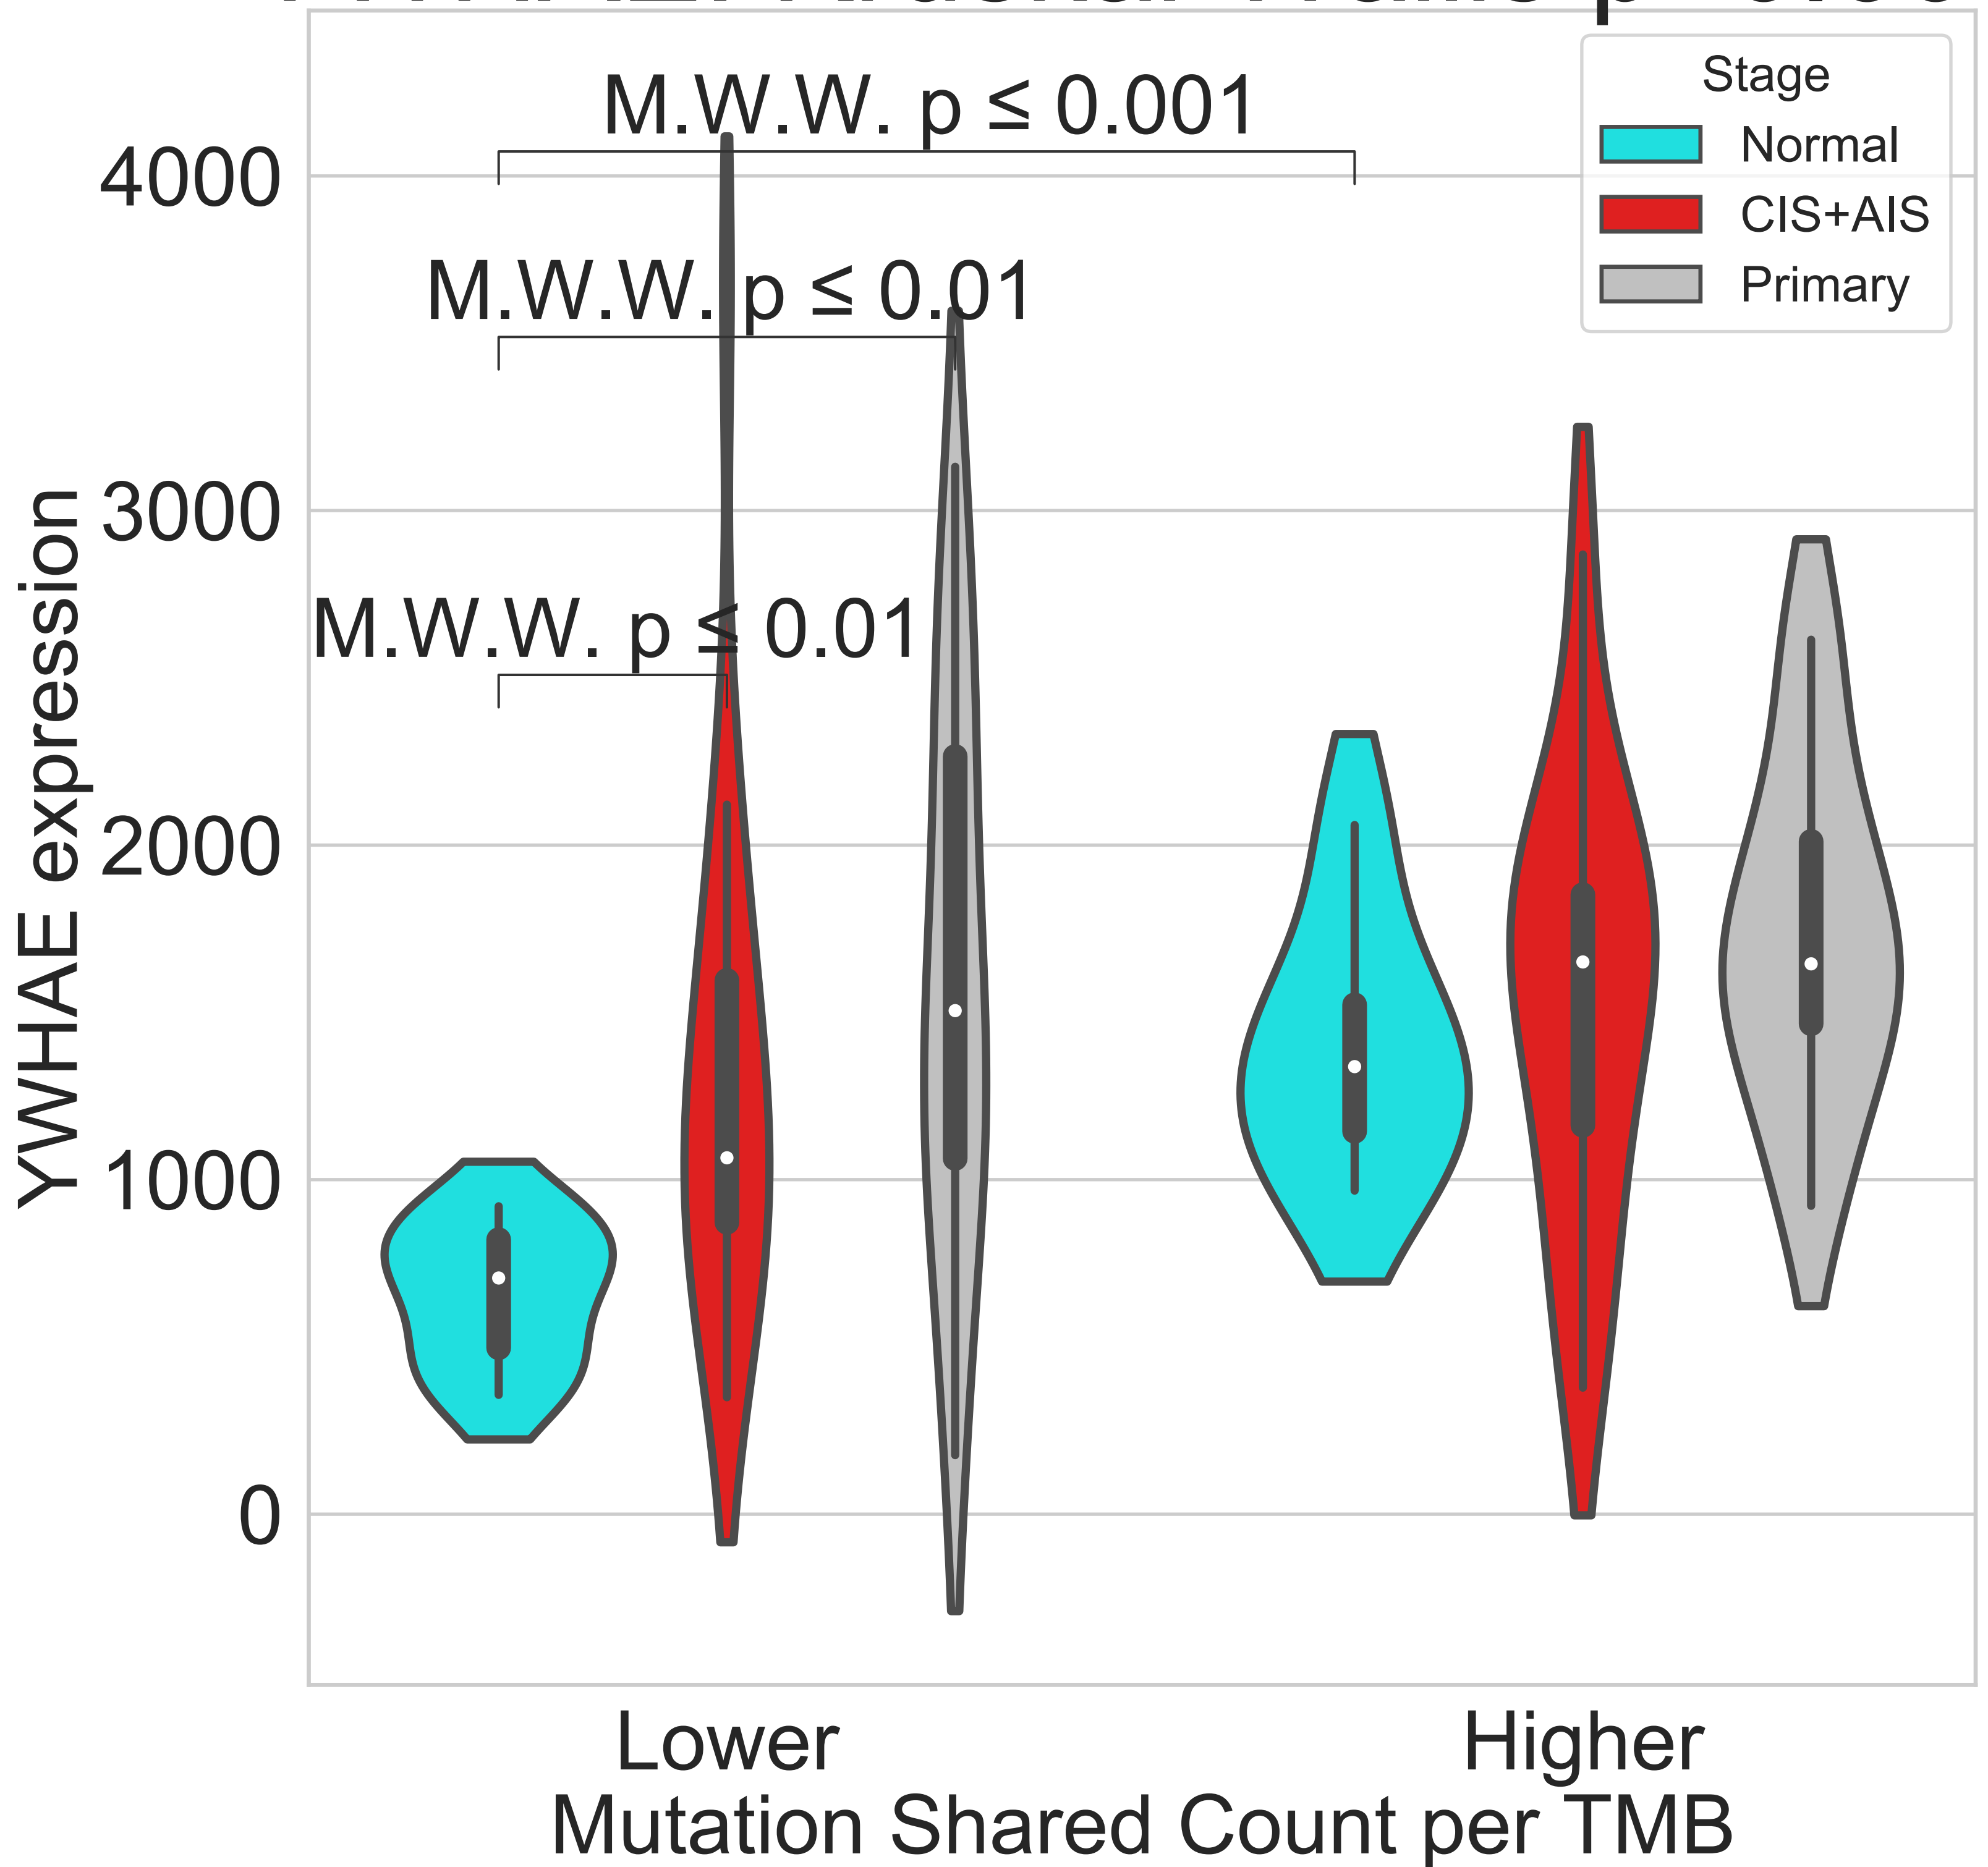 M.W.W. p ≤ 0.001
M.W.W. p ≤ 0.01
M.W.W. p ≤ 0.01
Stage
Normal
CIS+AIS
Primary
4000
3000
2000
1000
0
YWHAE expression
Lower
Higher
Mutation Shared Count per TMB